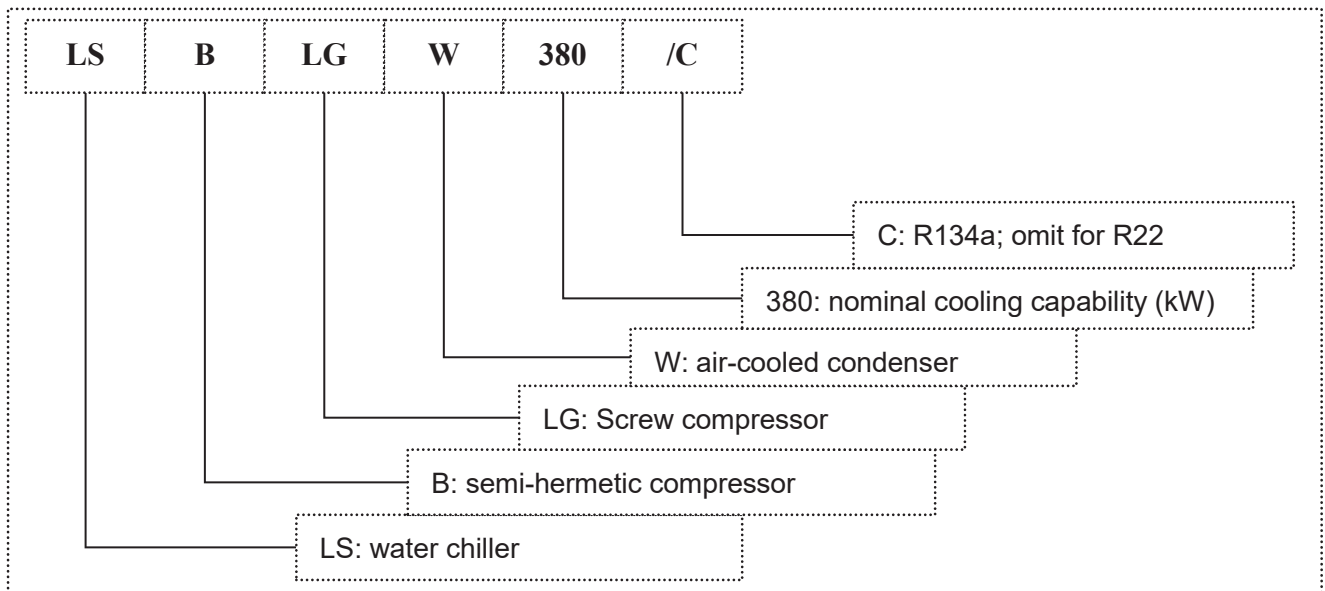 LS B LG W 380 /C
C: R134a; omit for R22
380: nominal cooling capability (kW)
W: air-cooled condenser
LG: Screw compressor
B: semi-hermetic compressor
LS: water chiller